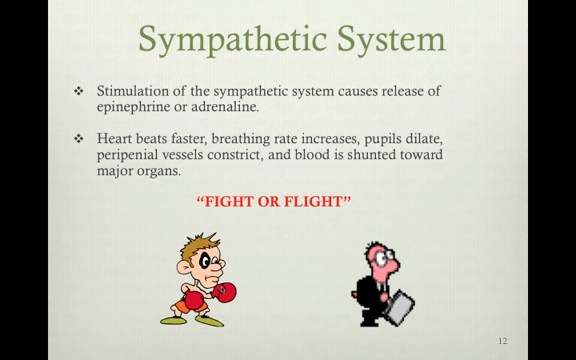 Sympathetic System
❖ Stimulation of the sympathetic system causes release of
epinephrine or adrenaline.
❖ Heart beats faster, breathing rate increases, pupils dilate,
peripenial vessels constrict, and blood is shunted toward
major organs.
“FIGHT OR FLIGHT”
12